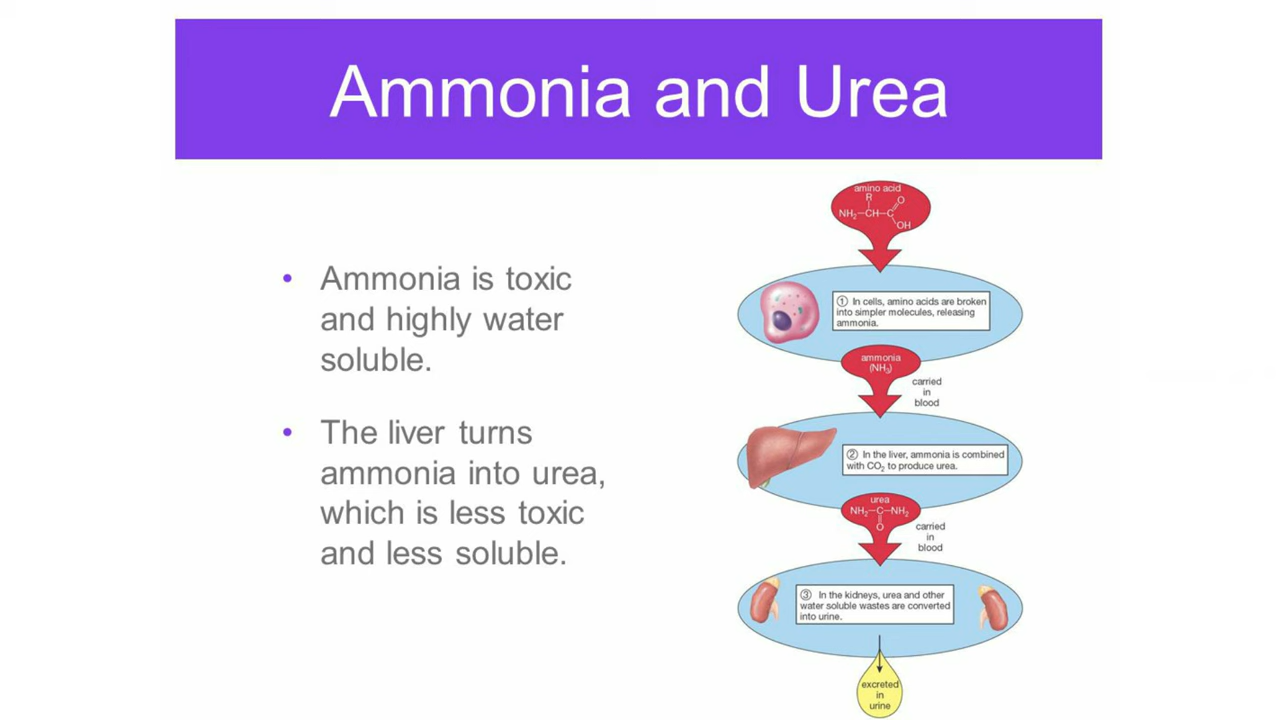 Ammonia and Urea
• Ammonia is toxic
and highly water
soluble.
• The liver turns
ammonia into urea,
which is less toxic
and less soluble.
amino acid
R
O
NH₂—CH—C
OH
① In cells, amino acids are broken
into simpler molecules, releasing
ammonia.
ammonia
(NH₃)
carried
in
blood
② In the liver, ammonia is combined
with CO₂ to produce urea.
urea
NH₂—C—NH₂
O
carried
in
blood
③ In the kidneys, urea and other
water soluble wastes are converted
into urine.
excreted
in
urine